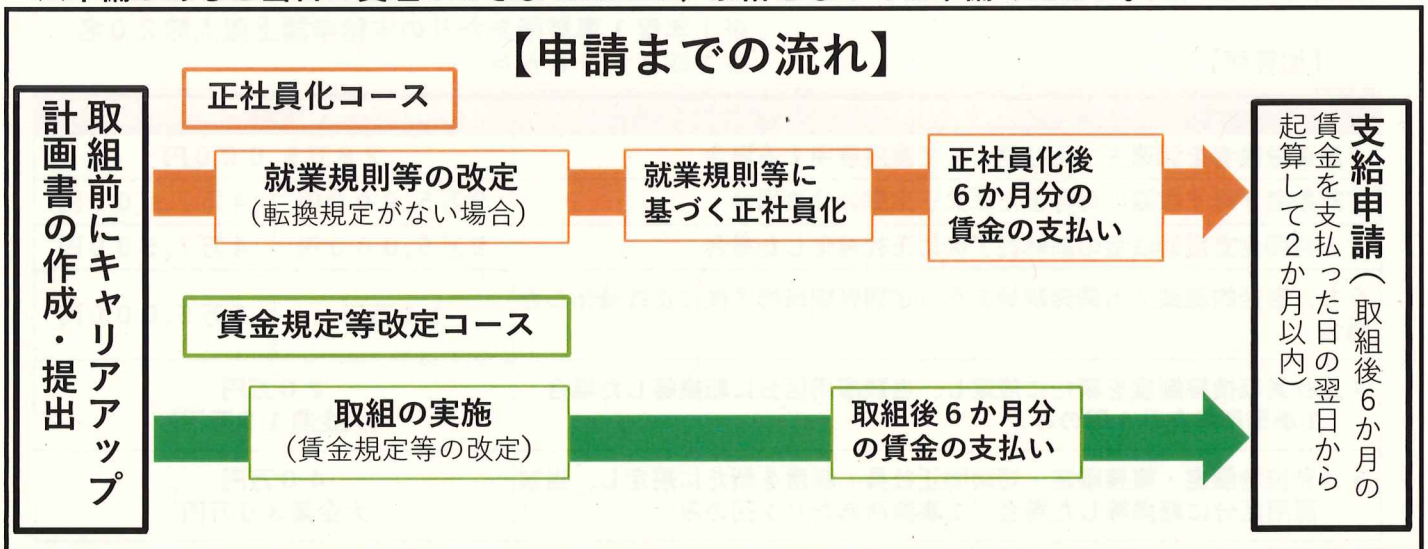 【申請までの流れ】
取組前にキャリアアップ
計画書の作成・提出
正社員化コース
就業規則等の改定
(転換規定がない場合)
就業規則等に
基づく正社員化
正社員化後
6か月分の
賃金の支払い
賃金規定等改定コース
取組の実施
(賃金規定等の改定)
取組後6か月分
の賃金の支払い
支給申請(取組後6か月の
賃金を支払った日の翌日から
起算して2か月以内)